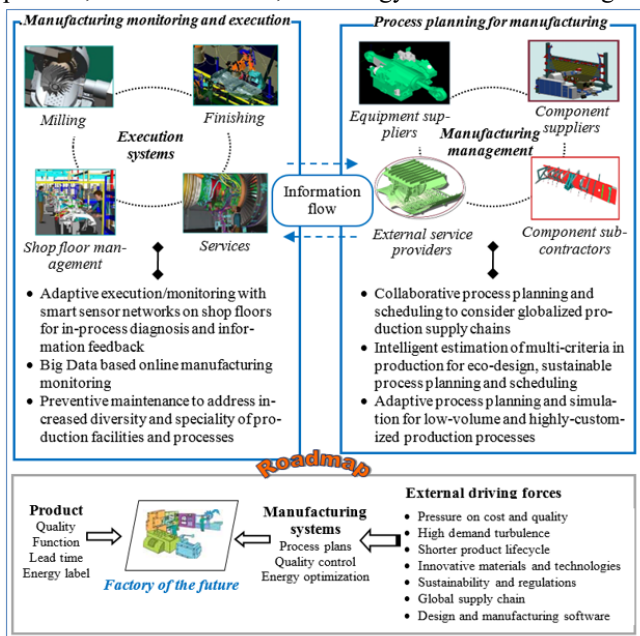 Manufacturing monitoring and execution
Milling
Finishing
Execution
systems
Shop floor man-
agement
Services
Adaptive execution/monitoring with
smart sensor networks on shop floors
for in-process diagnosis and infor-
mation feedback
Big Data based online manufacturing
monitoring
Preventive maintenance to address in-
creased diversity and speciality of pro-
duction facilities and processes
Information
flow
Process planning for manufacturing
Equipment sup-
pliers
Component
suppliers
Manufacturing
management
External service
providers
Component sub-
contractors
Collaborative process planning and
scheduling to consider globalized pro-
duction supply chains
Intelligent estimation of multi-criteria in
production for eco-design, sustainable
process planning and scheduling
Adaptive process planning and simula-
tion for low-volume and highly-custom-
ized production processes
Roadmap
Product
Quality
Function
Lead time
Energy label
Factory of the future
Manufacturing
systems
Process plans
Quality control
Energy optimization
External driving forces
Pressure on cost and quality
High demand turbulence
Shorter product lifecycle
Innovative materials and technologies
Sustainability and regulations
Global supply chain
Design and manufacturing software